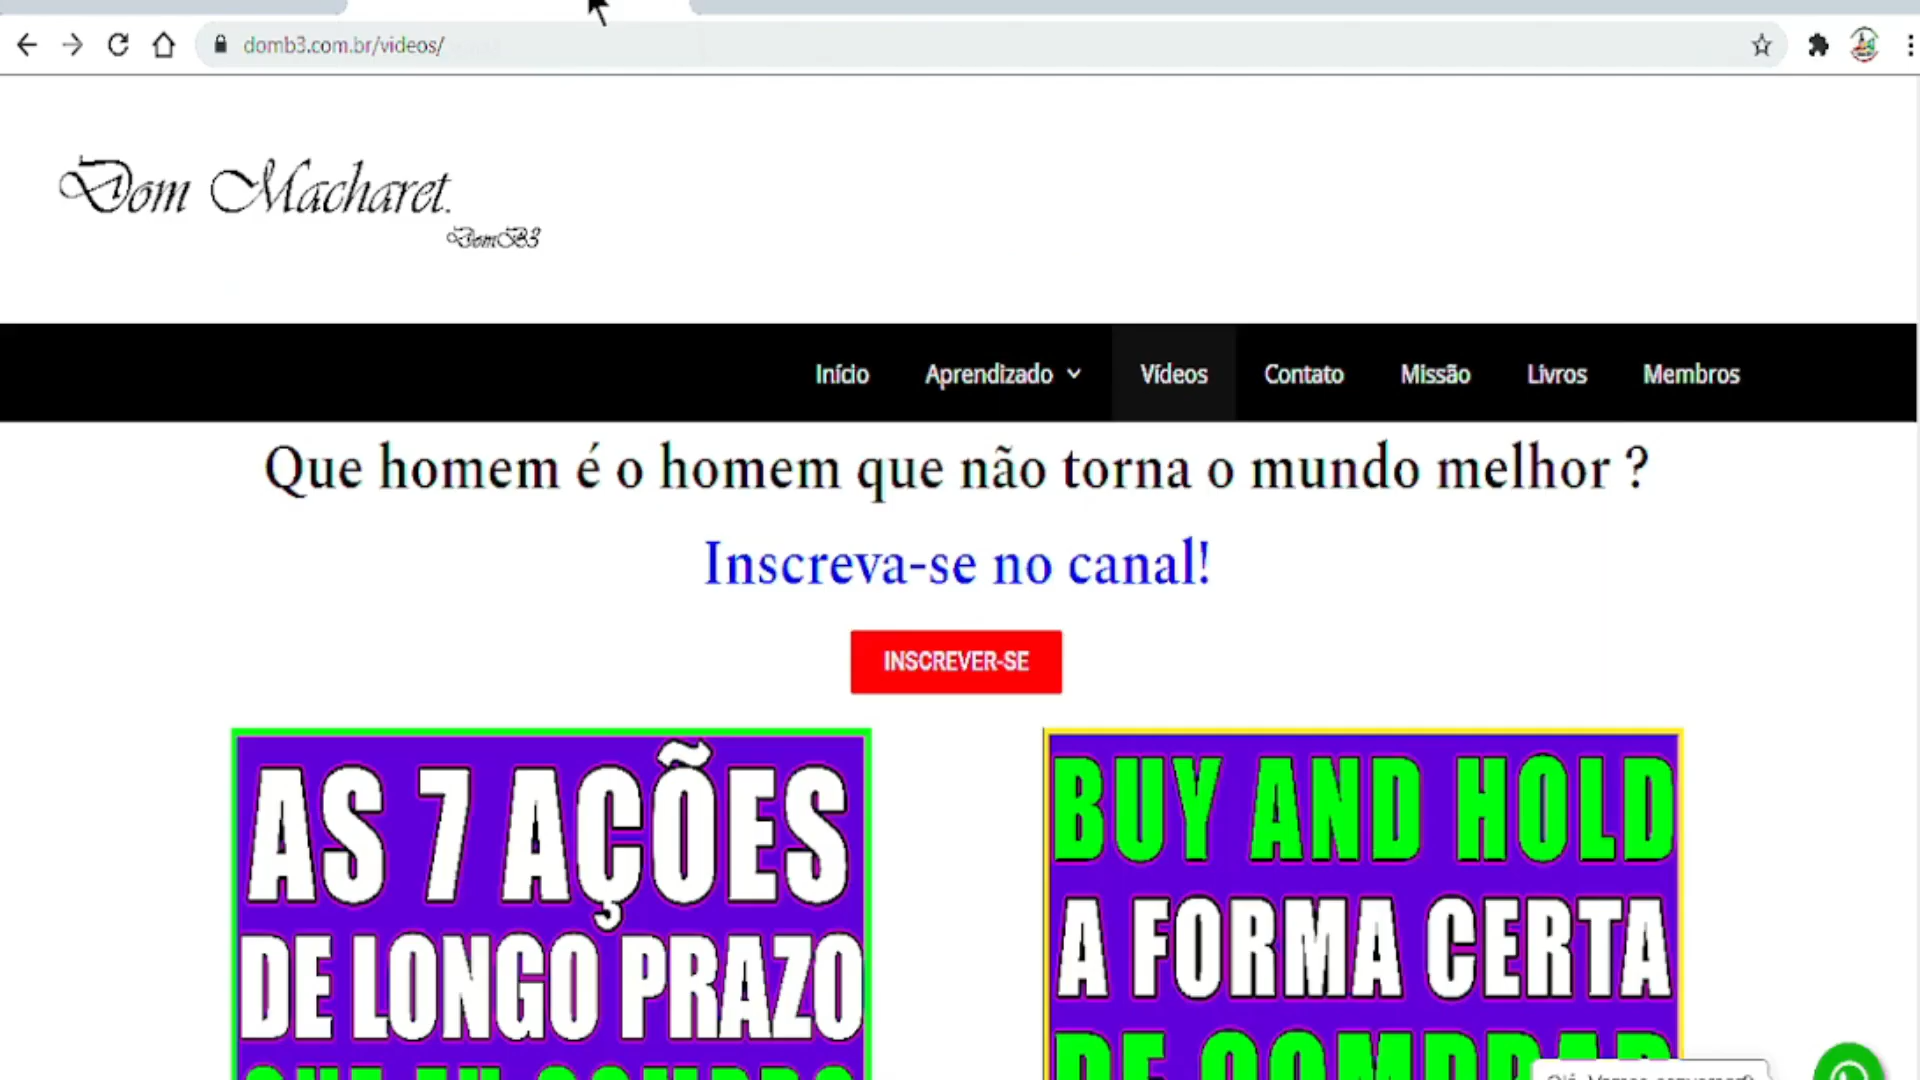 domb3.com.br/videos/
Dom Macharet.
DomB3
Início Aprendizado Vídeos Contato Missão Livros Membros
Que homem é o homem que não torna o mundo melhor ?
Inscreva-se no canal!
INSCREVER-SE
AS 7 AÇÕES
DE LONGO PRAZO
BUY AND HOLD
A FORMA CERTA
DE COMPRAR